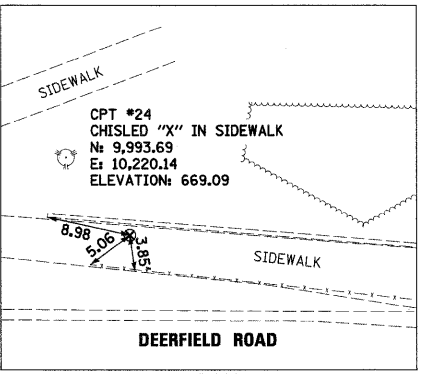 SIDEWALK
CPT #24
CHISLED "X" IN SIDEWALK
N: 9,993.69
E: 10,220.14
ELEVATION: 669.09
8.98
5.06
3.85'
SIDEWALK
DEERFIELD ROAD